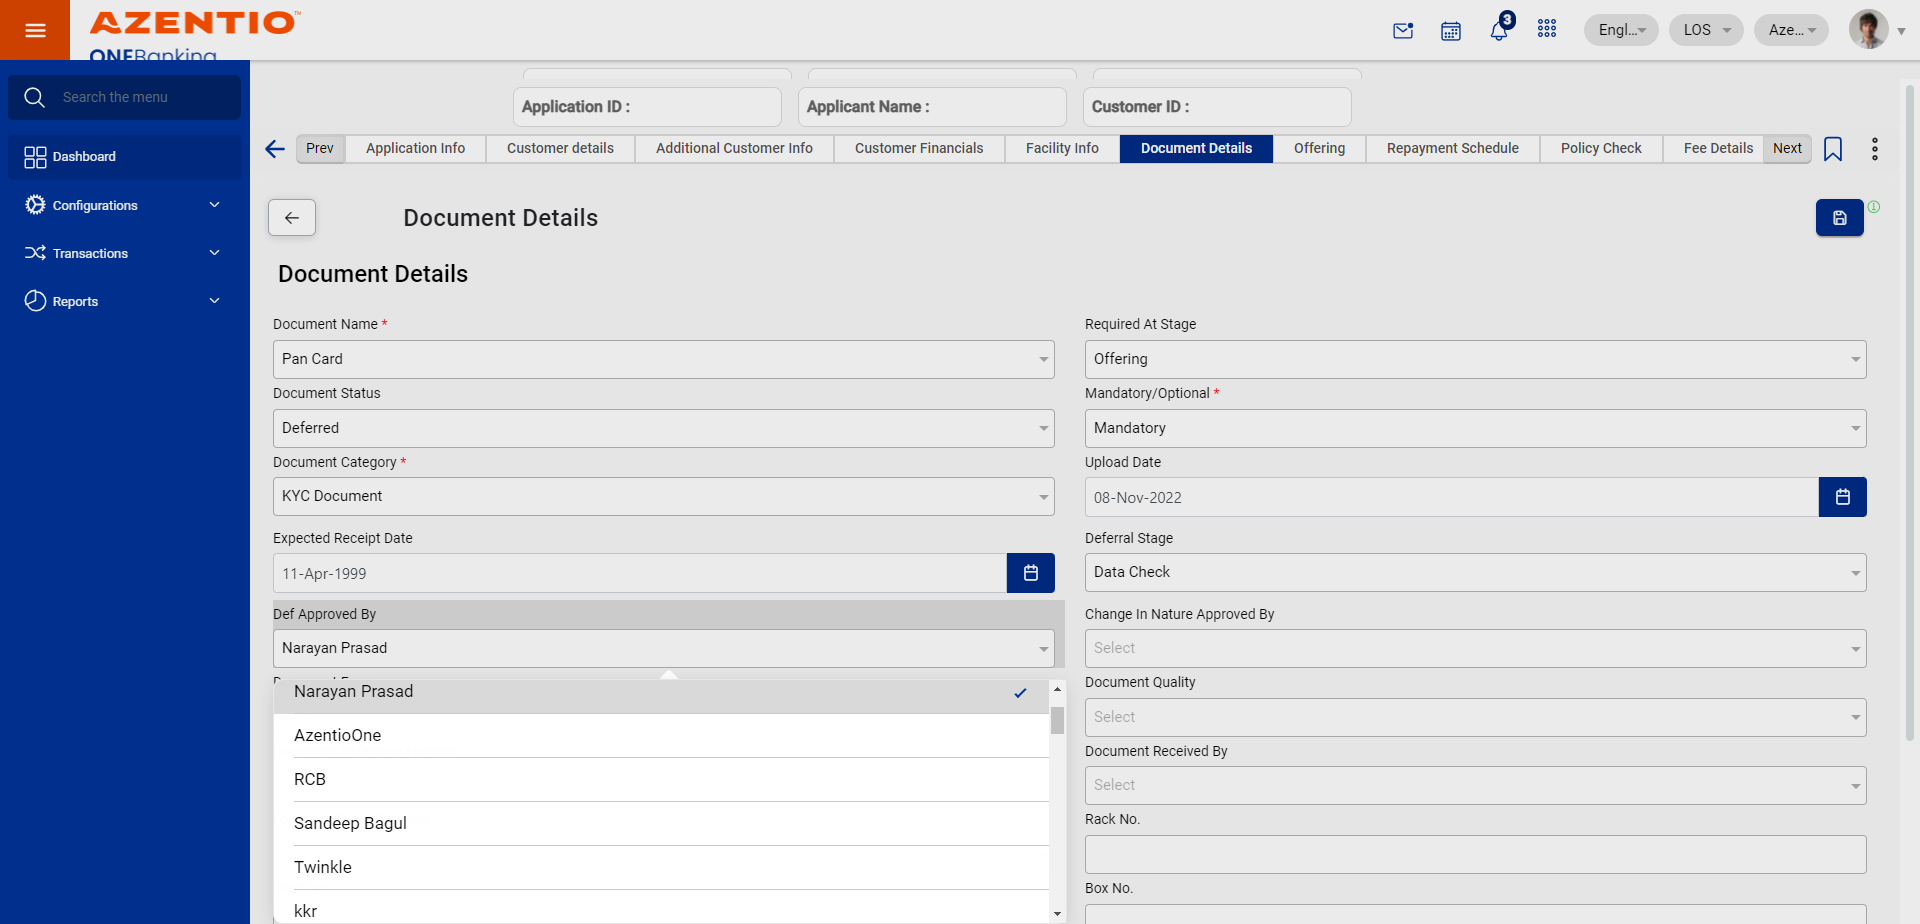 AZENTIO™
ONEBanking
3
Engl...
LOS
Aze...
Search the menu
Dashboard
Configurations
Transactions
Reports
Application ID :
Applicant Name :
Customer ID :
Prev
Application Info
Customer details
Additional Customer Info
Customer Financials
Facility Info
Document Details
Offering
Repayment Schedule
Policy Check
Fee Details
Next
Document Details
Document Details
Document Name *
Pan Card
Required At Stage
Offering
Document Status
Deferred
Mandatory/Optional *
Mandatory
Document Category *
KYC Document
Upload Date
08-Nov-2022
Expected Receipt Date
11-Apr-1999
Deferral Stage
Data Check
Def Approved By
Narayan Prasad
Change In Nature Approved By
Select
Narayan Prasad
AzentioOne
RCB
Sandeep Bagul
Twinkle
kkr
Document Quality
Select
Document Received By
Select
Rack No.
Box No.